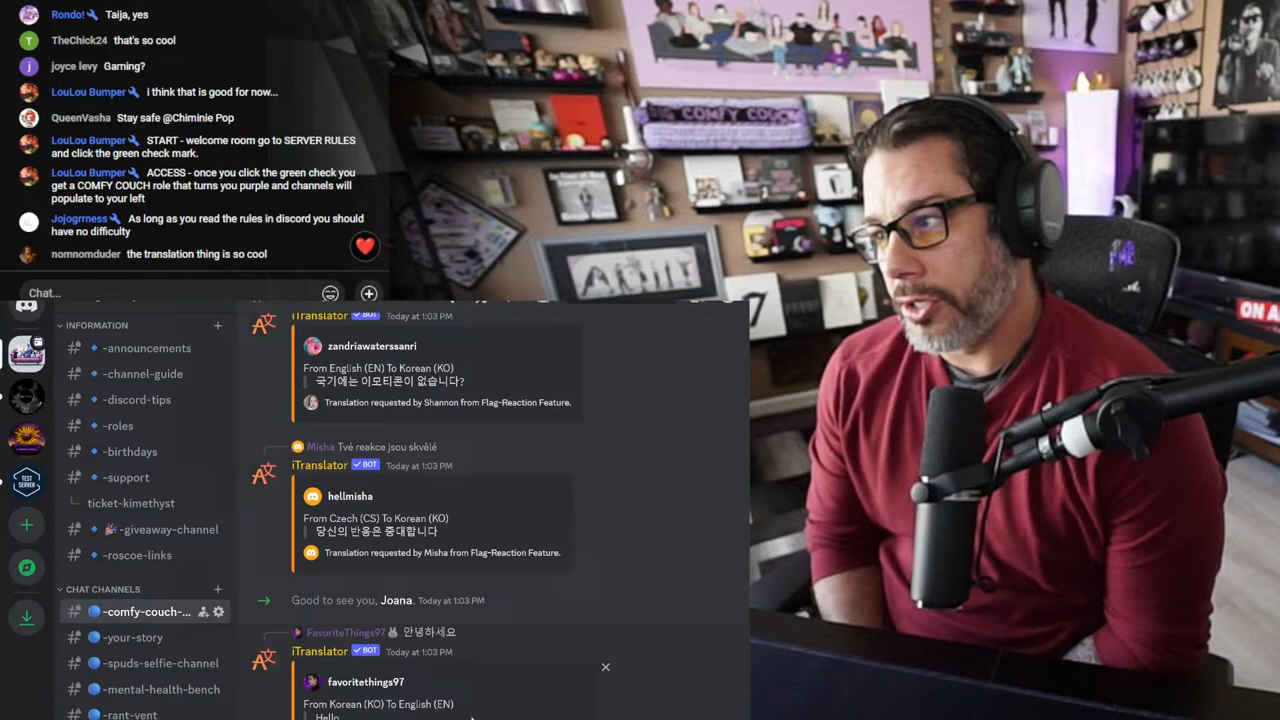 Rondo! Taija, yes
TheChick24 that's so cool
joyce levy Gaming?
LouLou Bumper i think that is good for now...
QueenVasha Stay safe @Chiminie Pop
LouLou Bumper START - welcome room go to SERVER RULES
and click the green check mark.
LouLou Bumper ACCESS - once you click the green check you
get a COMFY COUCH role that turns you purple and channels will
populate to your left
Jojogrrness As long as you read the rules in discord you should
have no difficulty
nomnomduder the translation thing is so cool
Chat...
INFORMATION
-announcements
-channel-guide
-discord-tips
-roles
-birthdays
-support
ticket-kimethyst
-giveaway-channel
-roscoe-links
CHAT CHANNELS
-comfy-couch-...
-your-story
-spuds-selfie-channel
-mental-health-bench
-rant-vent
TEST
SERVER
iTranslator BOT Today at 1:03 PM
zandriawaterssanri
From English (EN) To Korean (KO)
국기에는 이모티콘이 없습니다?
Translation requested by Shannon from Flag-Reaction Feature.
Misha Tvé reakce jsou skvělé
iTranslator BOT Today at 1:03 PM
hellmisha
From Czech (CS) To Korean (KO)
당신의 반응은 중대합니다
Translation requested by Misha from Flag-Reaction Feature.
Good to see you, Joana. Today at 1:03 PM
FavoriteThings97 안녕하세요
iTranslator BOT Today at 1:03 PM
favoritethings97
From Korean (KO) To English (EN)
Hello
COMFY COUCH
ON A